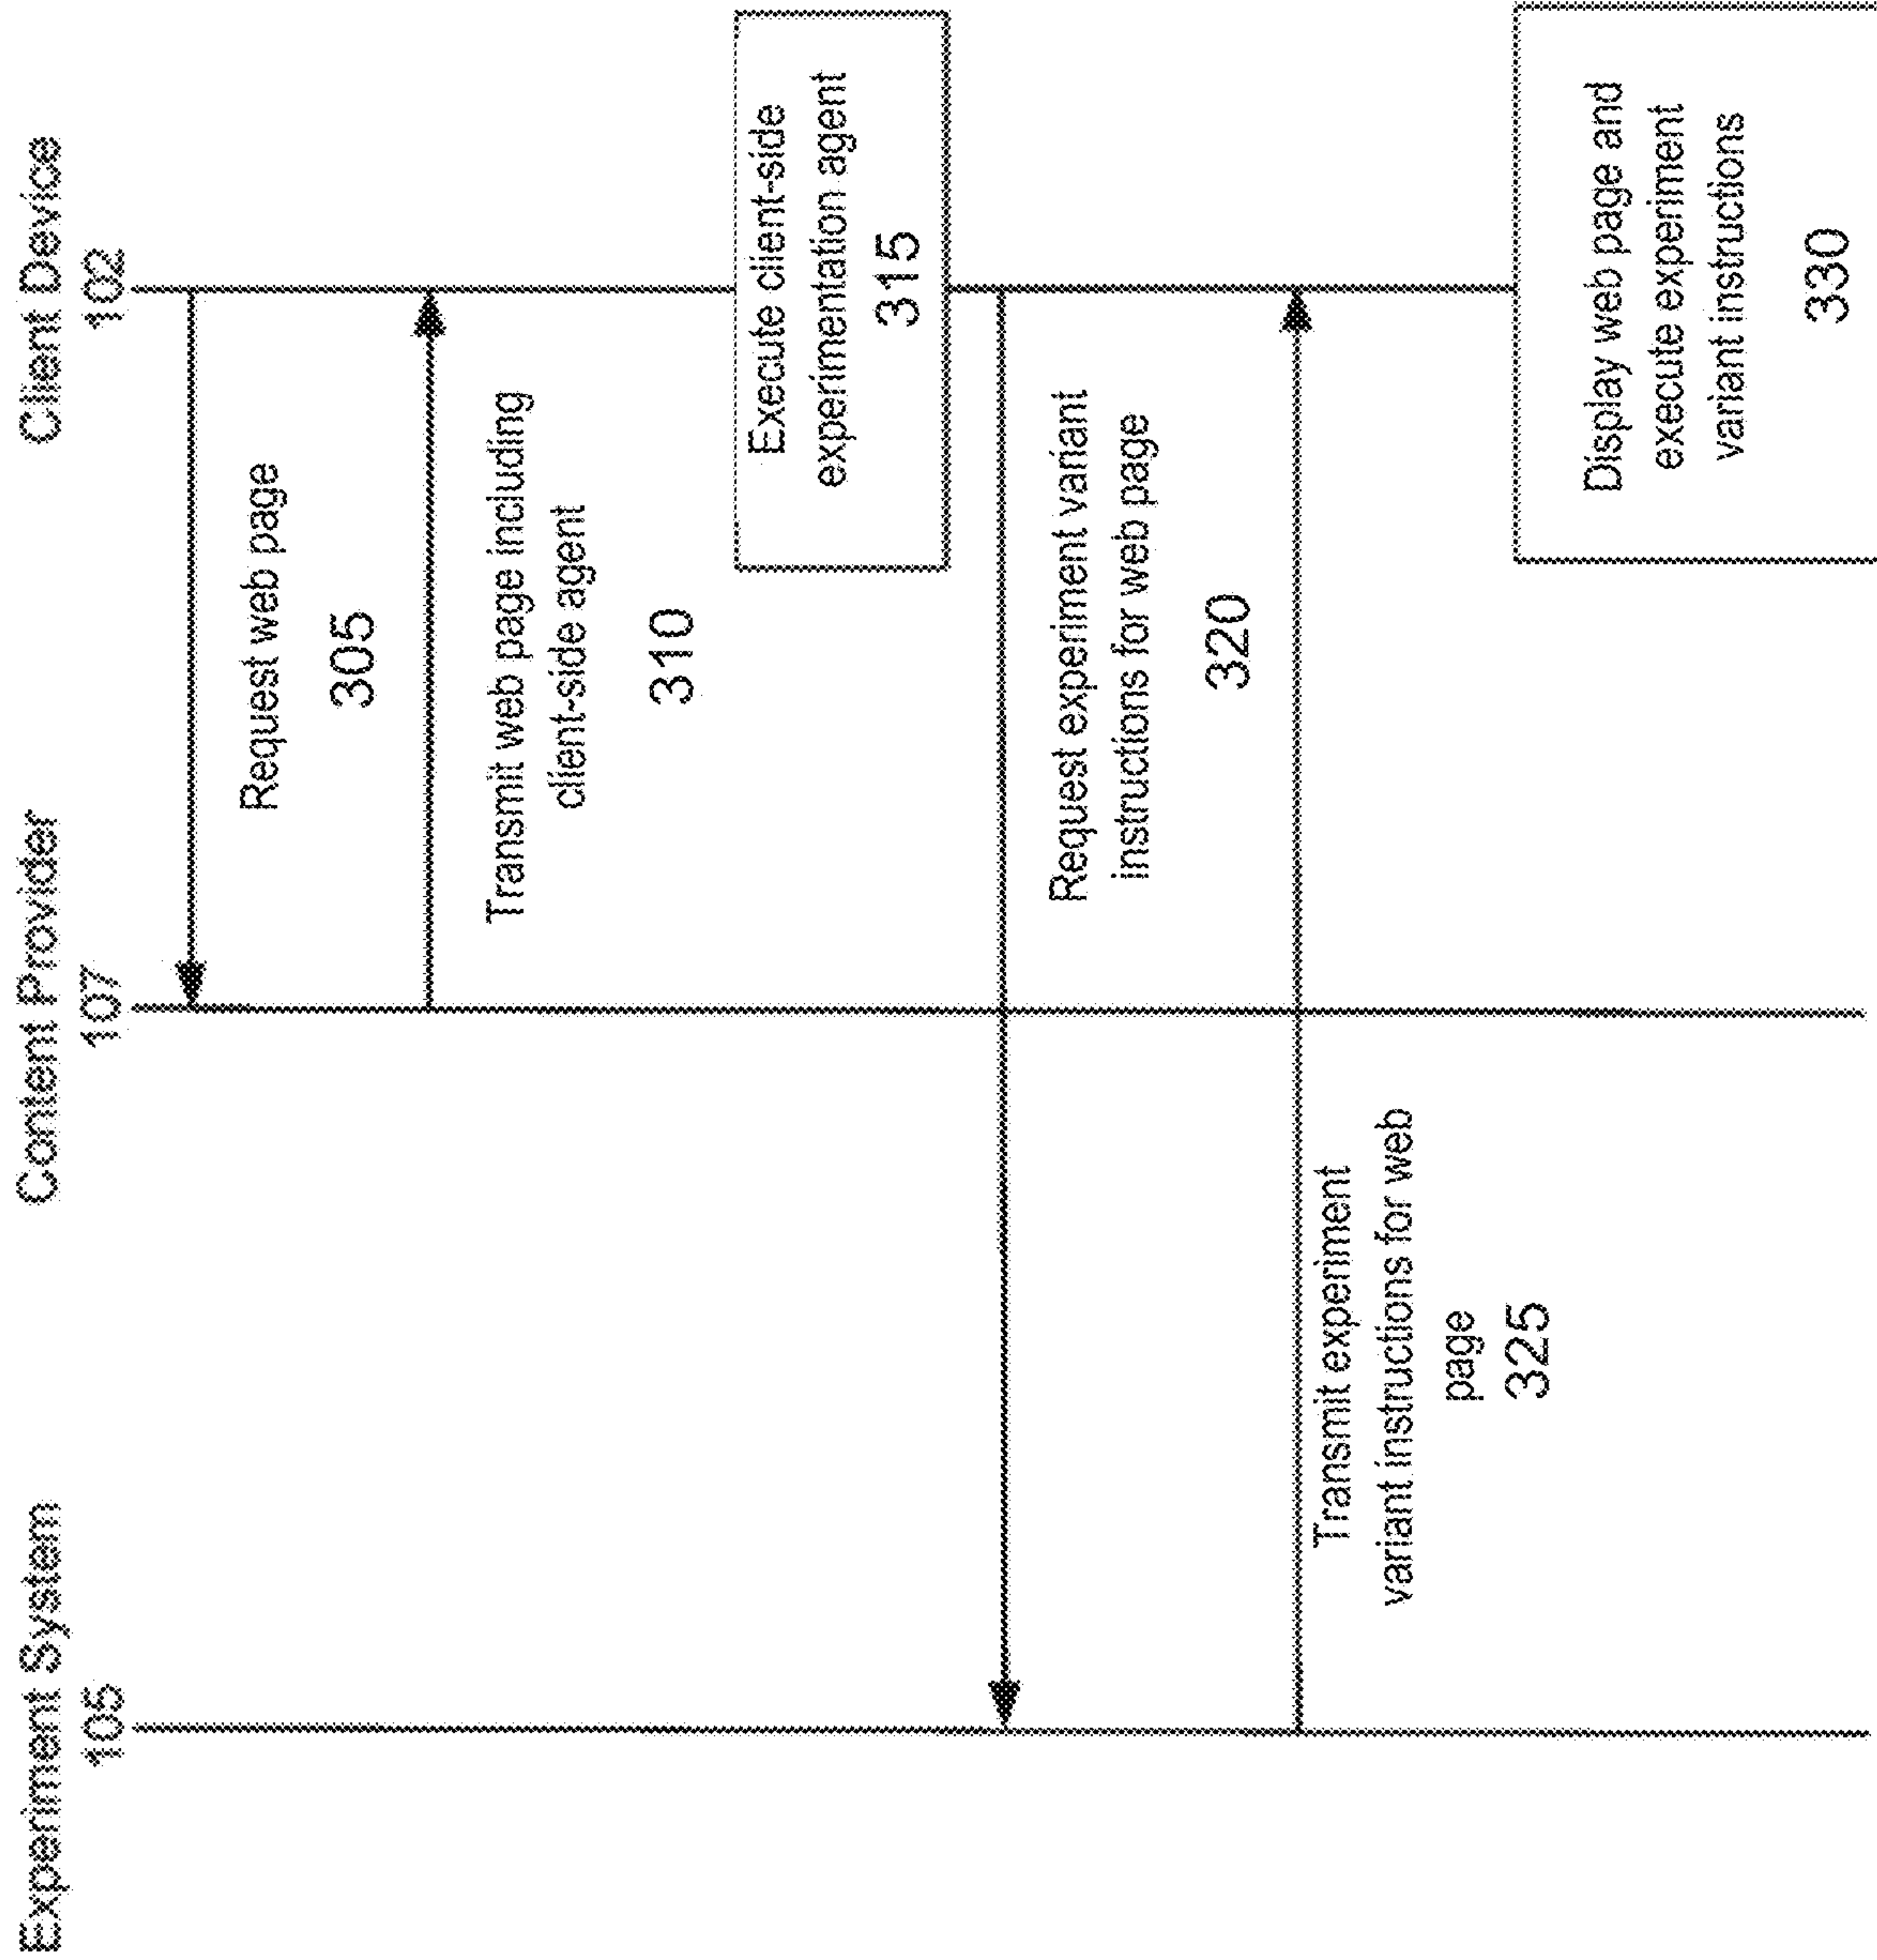 Experiment System
105
Content Provider
107
Client Device
102
Request web page
305
Transmit web page including
client-side agent
310
Execute client-side
experimentation agent
315
Request experiment variant
instructions for web page
320
Transmit experiment
variant instructions for web
page
325
Display web page and
execute experiment
variant instructions
330